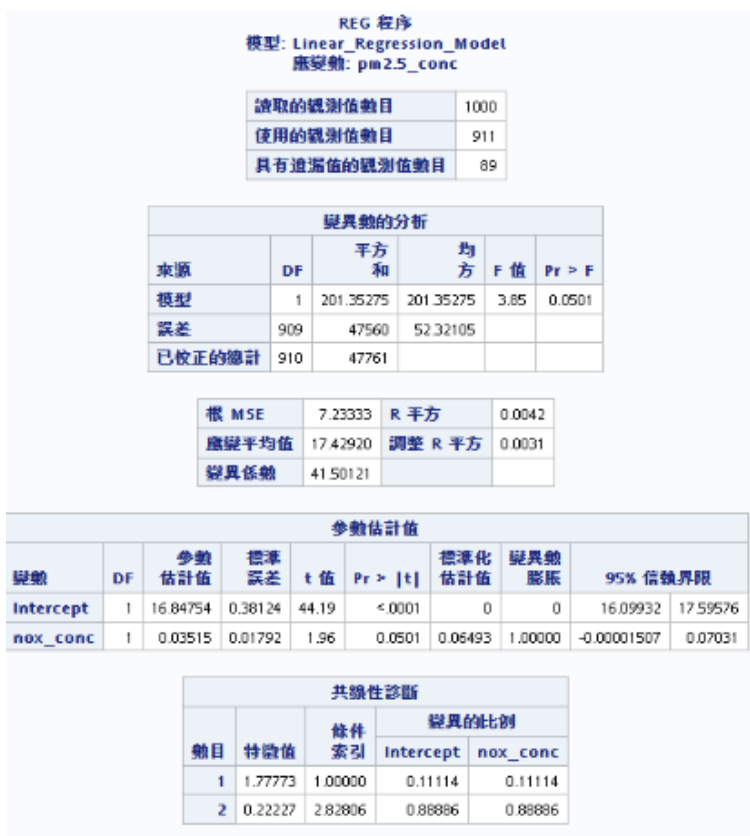 REG 程序
模型: Linear_Regression_Model
應變數: pm2.5_conc
讀取的觀測值數目 1000
使用的觀測值數目 911
具有遺漏值的觀測值數目 89
變異數的分析
來源 DF 平方和 均方 F 值 Pr > F
模型 1 201.35275 201.35275 3.85 0.0501
誤差 909 47560 52.32105
已校正的總計 910 47761
根 MSE 7.23333 R 平方 0.0042
應變平均值 17.42920 調整 R 平方 0.0031
變異係數 41.50121
參數估計值
變數 DF 參數估計值 標準誤差 t 值 Pr > |t| 標準化估計值 變異數膨脹 95% 信賴界限
Intercept 1 16.84754 0.38124 44.19 <.0001 0 0 16.09932 17.59576
nox_conc 1 0.03515 0.01792 1.96 0.0501 0.06493 1.00000 -0.00001507 0.07031
共線性診斷
數目 特徵值 條件索引 變異的比例
Intercept nox_conc
1 1.77773 1.00000 0.11114 0.11114
2 0.22227 2.82806 0.88886 0.88886